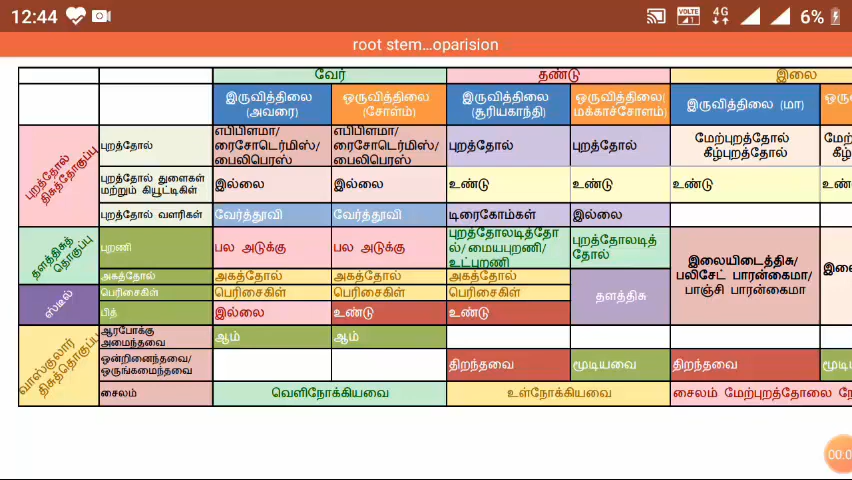 12:44 VOLTE 1 4G 6%
root stem...oparision
வேர் தண்டு இலை
இருவித்திலை (அவரை) ஒருவித்திலை (சோளம்) இருவித்திலை (சூரியகாந்தி) ஒருவித்திலை( மக்காச்சோளம்) இருவித்திலை (மா)
புறத்தோல் திசுத்தொகுப்பு
புறத்தோல் எபிபிளமா/ ரைசோடெர்மிஸ்/ பைலிபெரஸ் எபிபிளமா/ ரைசோடெர்மிஸ்/ பைலிபெரஸ் புறத்தோல் புறத்தோல் மேற்புறத்தோல் கீழ்புறத்தோல்
புறத்தோல் துளைகள் மற்றும் கியூட்டிகிள் இல்லை இல்லை உண்டு உண்டு உண்டு
புறத்தோல் வளரிகள் வேர்த்தூவி வேர்த்தூவி டிரைகோம்கள் இல்லை
தளத்திசுத் தொகுப்பு
புறணி பல அடுக்கு பல அடுக்கு புறத்தோலடித்தோ ல்/ மையபுறணி/ உட்புறணி புறத்தோலடித் தோல் இலையிடைத்திசு/ பலிசேட் பாரன்கைமா/ பாஞ்சி பாரன்கைமா
அகத்தோல் அகத்தோல் அகத்தோல் அகத்தோல்
ஸ்டீல்
பெரிசைகிள் பெரிசைகிள் பெரிசைகிள் பெரிசைகிள் தளத்திசு
பித் இல்லை உண்டு உண்டு
வாஸ்குலார் திசுத்தொகுப்பு
ஆரபோக்கு அமைந்தவை ஆம் ஆம்
ஒன்றினைந்தவை/ ஒருங்கமைந்தவை திறந்தவை மூடியவை திறந்தவை
சைலம் வெளிநோக்கியவை உள்நோக்கியவை சைலம் மேற்புறத்தோலை